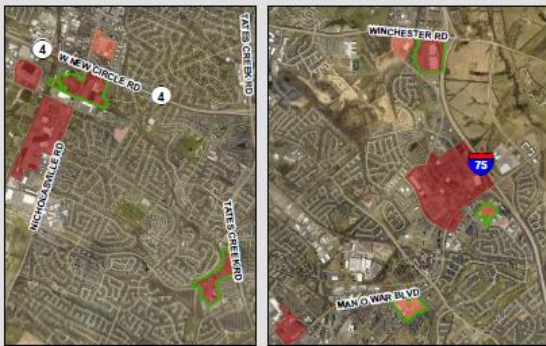 TATES CREEK RD
4
W NEW CIRCLE RD
4
NICHOLASVILLE RD
TATES CREEK RD
WINCHESTER RD
75
MAN O WAR BLVD